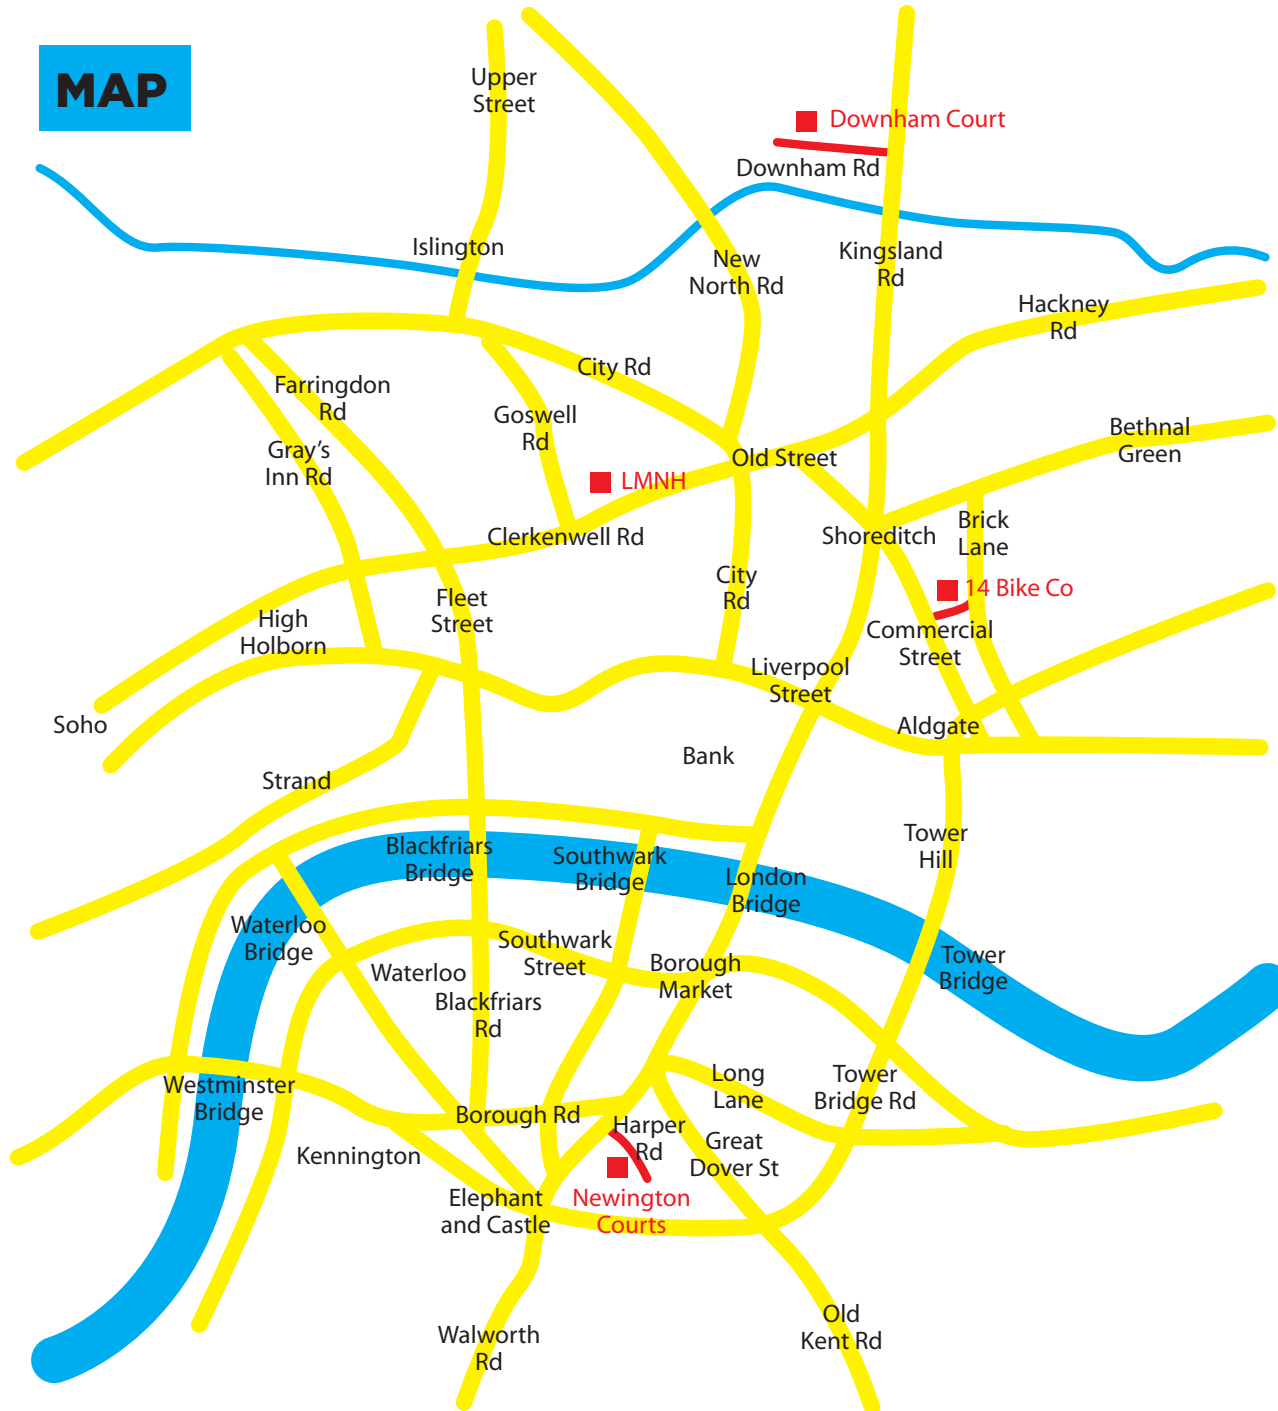 MAP
Upper
Street
Downham Court
Downham Rd
Islington
New
North Rd
Kingsland
Rd
Hackney
Rd
City Rd
Farringdon
Rd
Goswell
Rd
Bethnal
Green
Gray's
Inn Rd
Old Street
LMNH
Clerkenwell Rd
Shoreditch
Brick
Lane
City
Rd
14 Bike Co
Fleet
Street
High
Holborn
Commercial
Street
Liverpool
Street
Soho
Aldgate
Bank
Strand
Tower
Hill
Blackfriars
Bridge
Southwark
Bridge
London
Bridge
Waterloo
Bridge
Southwark
Street
Borough
Market
Tower
Bridge
Waterloo
Blackfriars
Rd
Westminster
Bridge
Long
Lane
Tower
Bridge Rd
Borough Rd
Harper
Rd
Great
Dover St
Kennington
Elephant
and Castle
Newington
Courts
Walworth
Rd
Old
Kent Rd